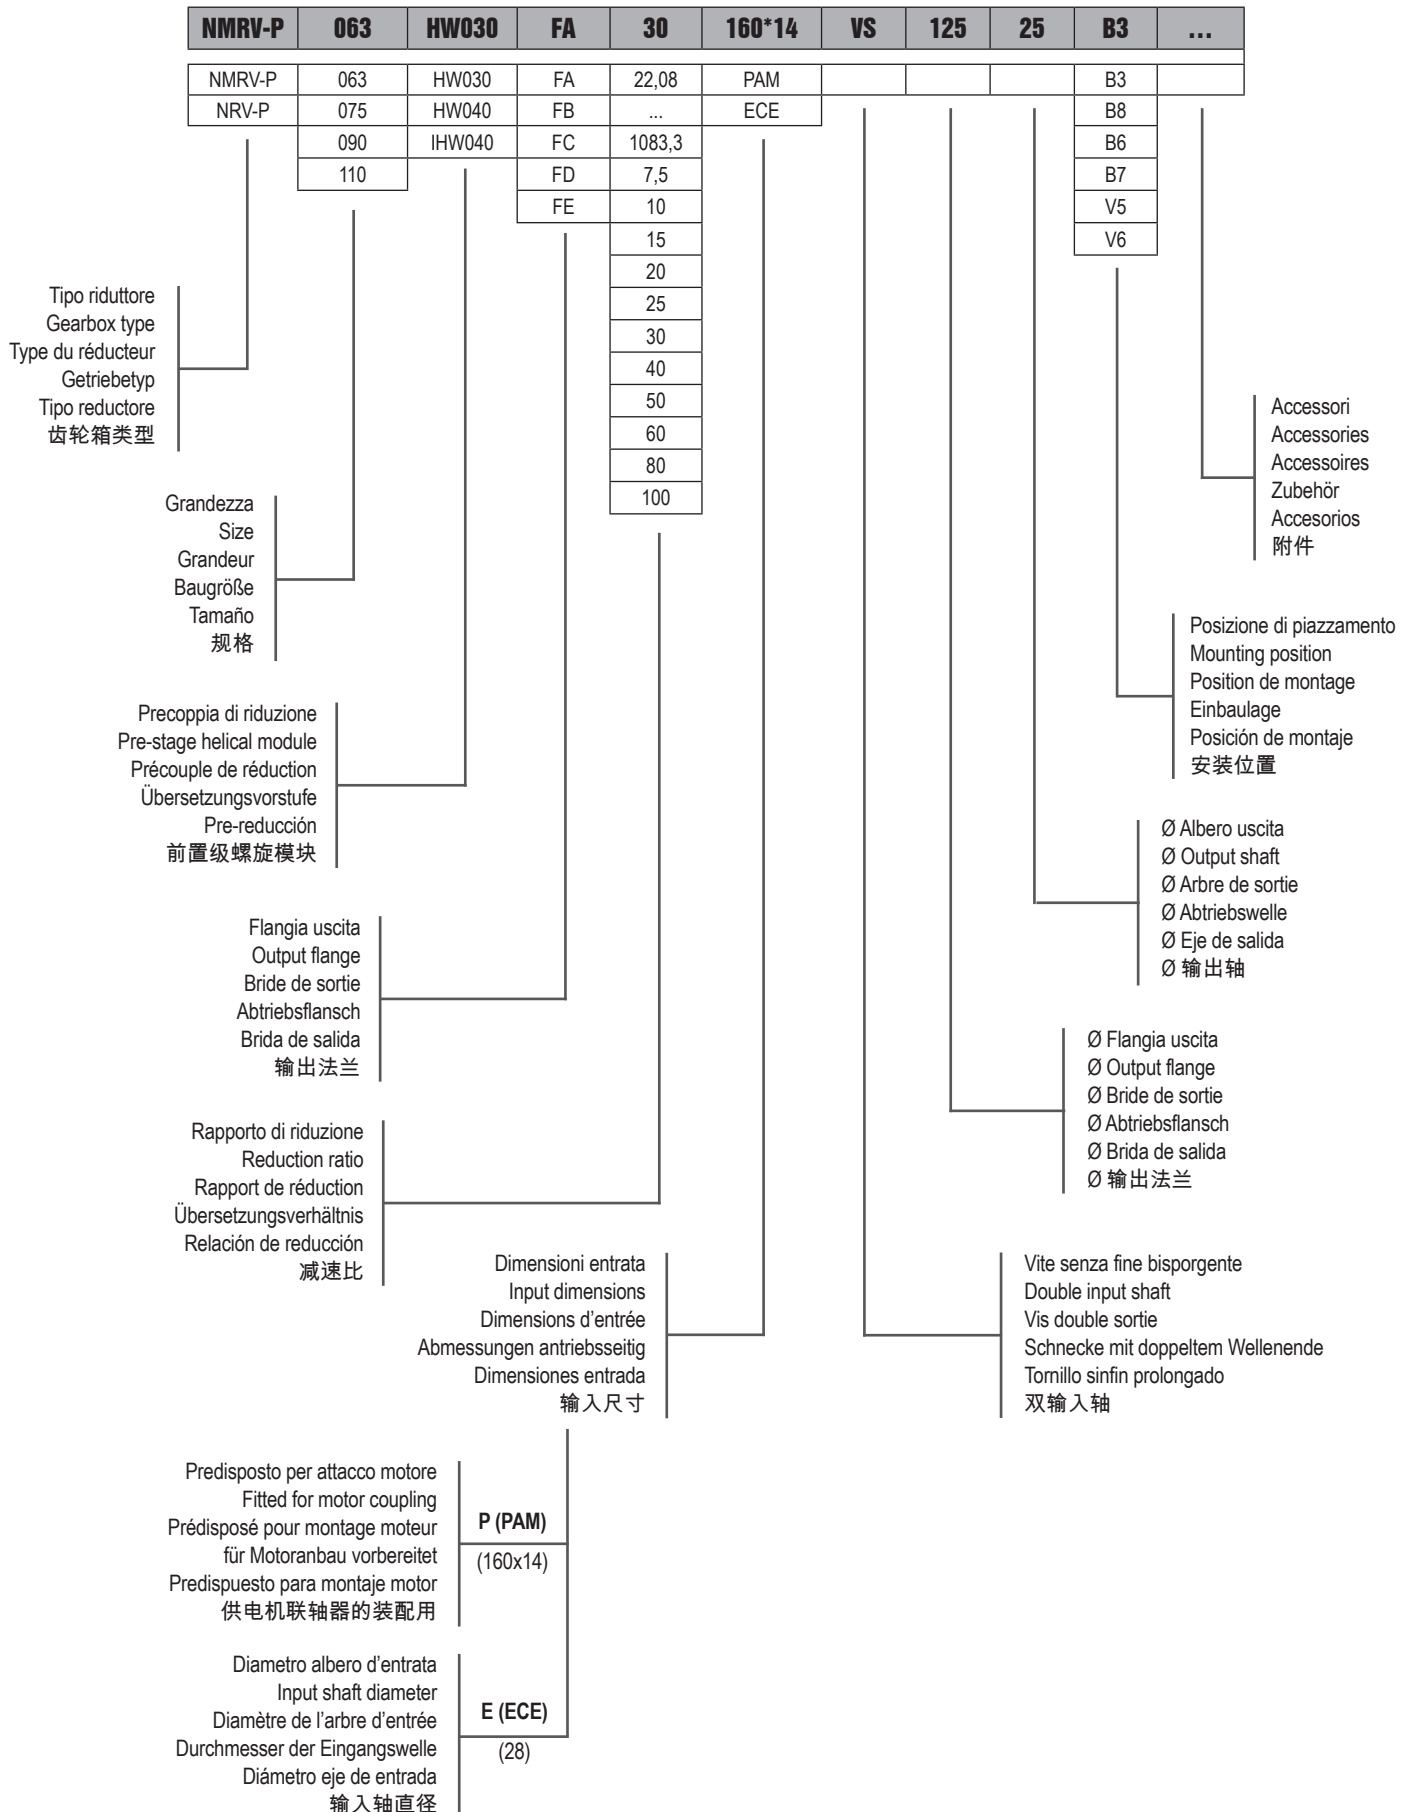 NMRV-P 063 HW030 FA 30 160*14 VS 125 25 B3 ...
NMRV-P 063 HW030 FA 22,08 PAM B3
NRV-P 075 HW040 FB ... ECE B8
090 IHW040 FC 1083,3 B6
110 FD 7,5 B7
FE 10 V5
15 V6
20
25
30
40
50
60
80
100
Tipo riduttore
Gearbox type
Type du réducteur
Getriebetyp
Tipo reductore
齿轮箱类型
Accessori
Accessories
Accessoires
Zubehör
Accesorios
附件
Grandezza
Size
Grandeur
Baugröße
Tamaño
规格
Posizione di piazzamento
Mounting position
Position de montage
Einbaulage
Posición de montaje
安装位置
Precoppia di riduzione
Pre-stage helical module
Précouple de réduction
Übersetzungsvorstufe
Pre-reducción
前置级螺旋模块
Ø Albero uscita
Ø Output shaft
Ø Arbre de sortie
Ø Abtriebswelle
Ø Eje de salida
Ø 输出轴
Flangia uscita
Output flange
Bride de sortie
Abtriebsflansch
Brida de salida
输出法兰
Ø Flangia uscita
Ø Output flange
Ø Bride de sortie
Ø Abtriebsflansch
Ø Brida de salida
Ø 输出法兰
Rapporto di riduzione
Reduction ratio
Rapport de réduction
Übersetzungsverhältnis
Relación de reducción
减速比
Dimensioni entrata
Input dimensions
Dimensions d’entrée
Abmessungen antriebsseitig
Dimensiones entrada
输入尺寸
Vite senza fine bisporgente
Double input shaft
Vis double sortie
Schnecke mit doppeltem Wellenende
Tornillo sinfin prolongado
双输入轴
Predisposto per attacco motore
Fitted for motor coupling
Prédisposé pour montage moteur
für Motoranbau vorbereitet
Predispuesto para montaje motor
供电机联轴器的装配用
P (PAM)
(160x14)
Diametro albero d’entrata
Input shaft diameter
Diamètre de l’arbre d’entrée
Durchmesser der Eingangswelle
Diámetro eje de entrada
输入轴直径
E (ECE)
(28)